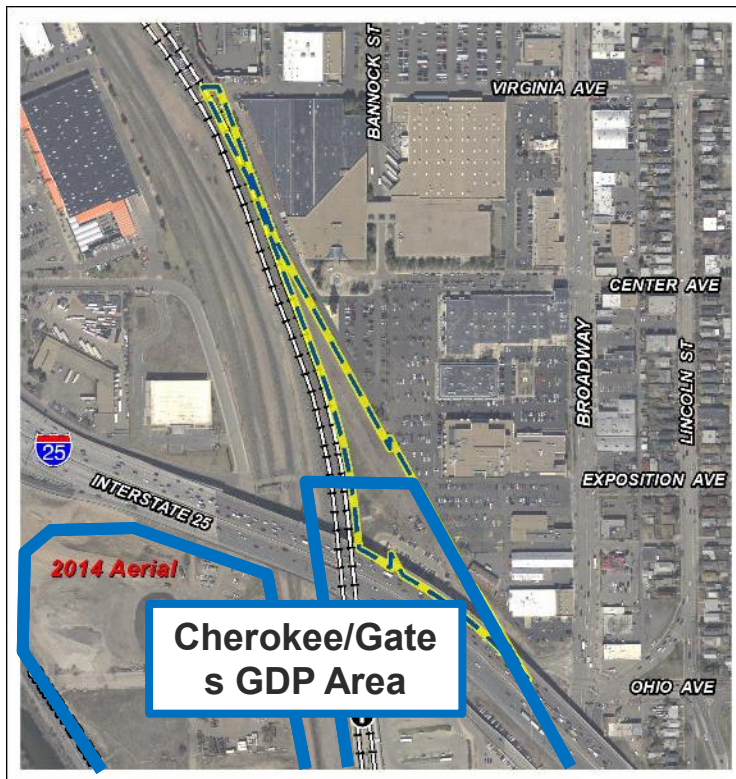 BANNOCK ST
VIRGINIA AVE
CENTER AVE
BROADWAY
LINCOLN ST
EXPOSITION AVE
25
INTERSTATE 25
2014 Aerial
Cherokee/Gate
s GDP Area
OHIO AVE